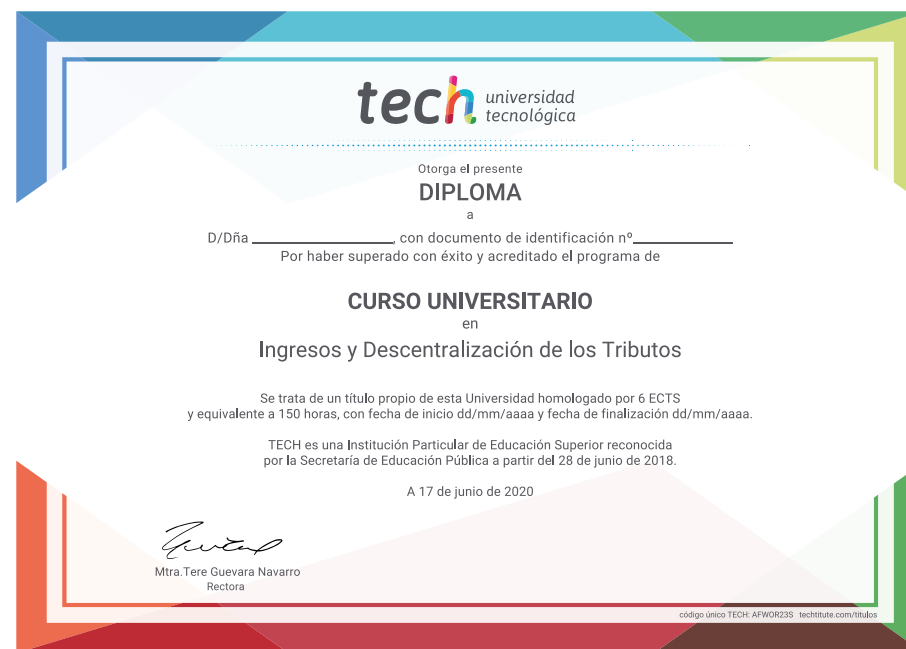 tech universidad
tecnológica
Otorga el presente
DIPLOMA
a
D/Dña ____________________, con documento de identificación nº______________
Por haber superado con éxito y acreditado el programa de
CURSO UNIVERSITARIO
en
Ingresos y Descentralización de los Tributos
Se trata de un título propio de esta Universidad homologado por 6 ECTS
y equivalente a 150 horas, con fecha de inicio dd/mm/aaaa y fecha de finalización dd/mm/aaaa.
TECH es una Institución Particular de Educación Superior reconocida
por la Secretaría de Educación Pública a partir del 28 de junio de 2018.
A 17 de junio de 2020
Mtra.Tere Guevara Navarro
Rectora
código único TECH: AFWOR23S techtitute.com/titulos